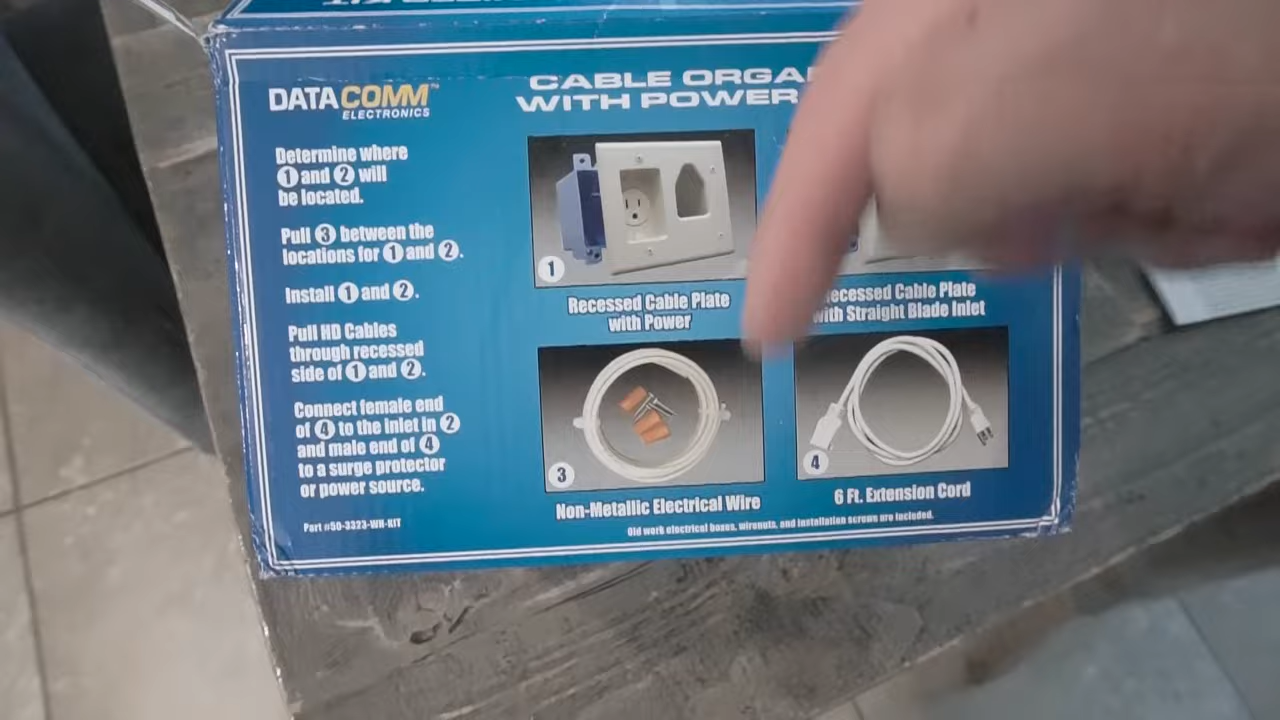 DATACOMM
ELECTRONICS
CABLE
WITH POWER
Determine where
1 and 2 will
be located.
Pull 3 between the
locations for 1 and 2.
Install 1 and 2.
Pull HD Cables
through recessed
side of 1 and 2.
Connect female end
of 4 to the inlet in 2
and male end of 4
to a surge protector
or power source.
Part #50-3323-WH-KIT
1
Recessed Cable Plate
with Power
Cable Plate
with Straight Blade Inlet
3
Non-Metallic Electrical Wire
4
6 Ft. Extension Cord
Old work electrical boxes, wirenuts, and installation screws are included.